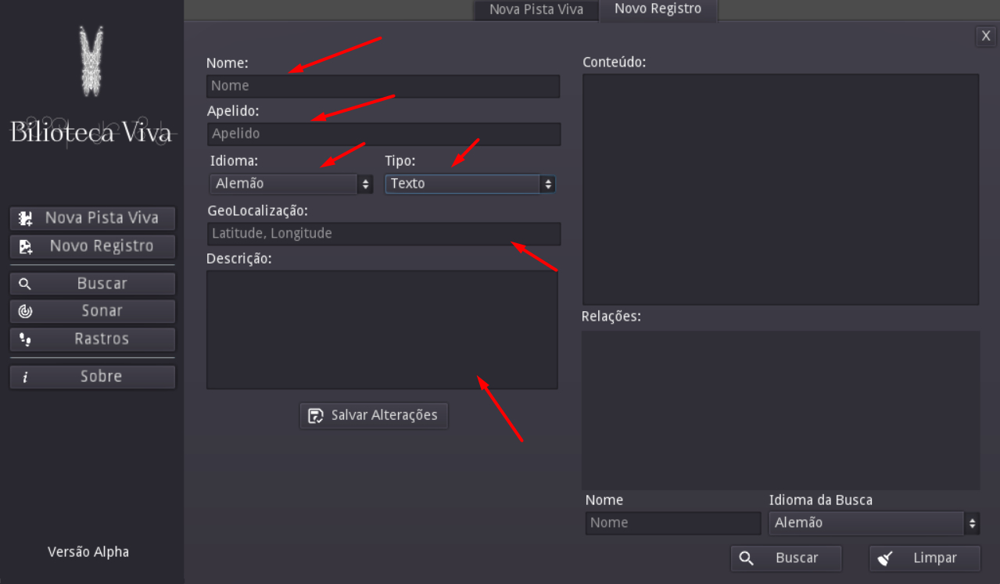 Nova Pista Viva
Novo Registro
X
Bilioteca Viva
Nova Pista Viva
Novo Registro
Buscar
Sonar
Rastros
Sobre
Versão Alpha
Nome:
Nome
Apelido:
Apelido
Idioma: Tipo:
Alemão Texto
GeoLocalização:
Latitude, Longitude
Descrição:
Salvar Alterações
Conteúdo:
Relações:
Nome Idioma da Busca
Nome Alemão
Buscar Limpar